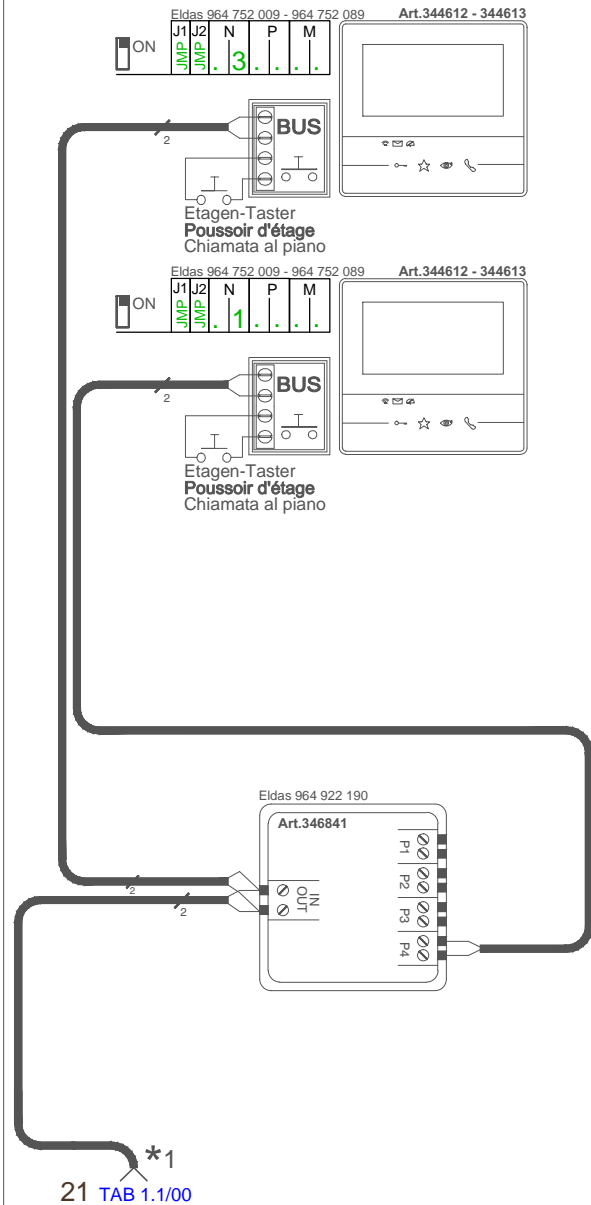 Eldas 964 752 009 - 964 752 089 Art.344612 - 344613
ON J1 J2 N P M
JMP JMP . 3 . . . .
2
BUS
Etagen-Taster
Poussoir d'étage
Chiamata al piano
Eldas 964 752 009 - 964 752 089 Art.344612 - 344613
ON J1 J2 N P M
JMP JMP . 1 . . . .
2
BUS
Etagen-Taster
Poussoir d'étage
Chiamata al piano
Eldas 964 922 190
Art.346841
P1
P2
P3
P4
IN
OUT
2
2
*1
21 TAB 1.1/00